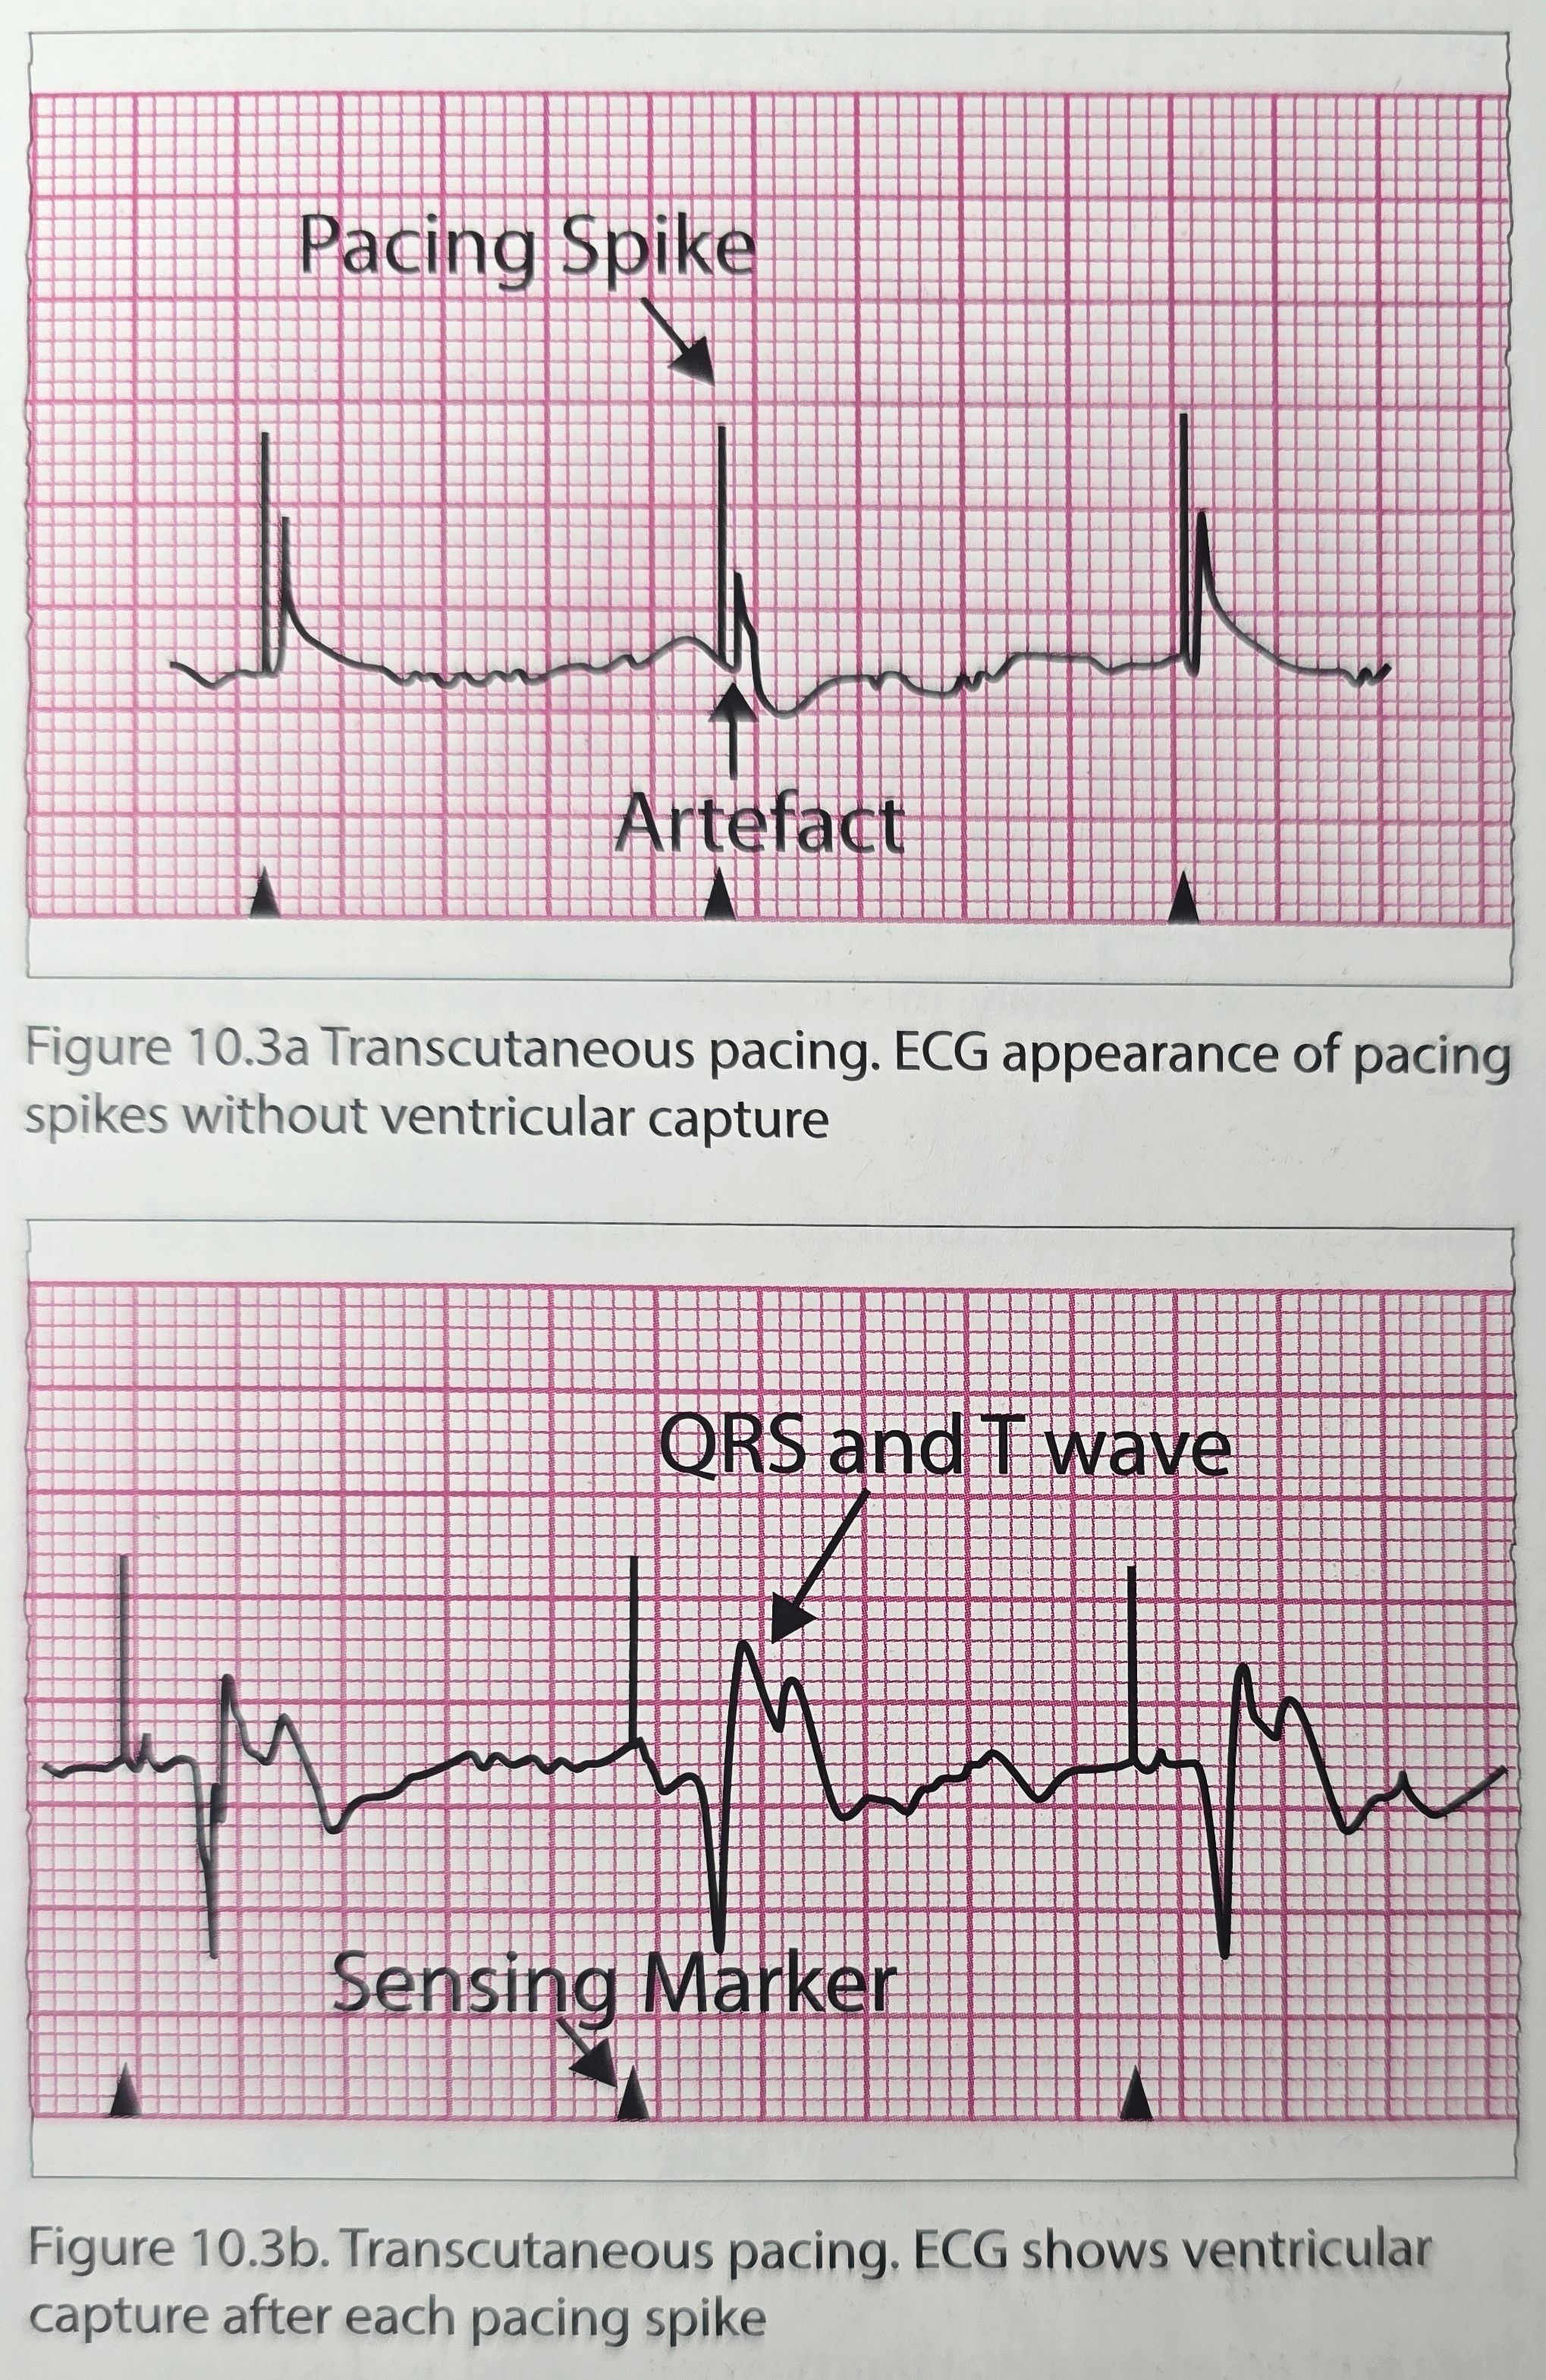 Pacing Spike
Artefact
Figure 10.3a Transcutaneous pacing. ECG appearance of pacing
spikes without ventricular capture
QRS and T wave
Sensing Marker
Figure 10.3b. Transcutaneous pacing. ECG shows ventricular
capture after each pacing spike